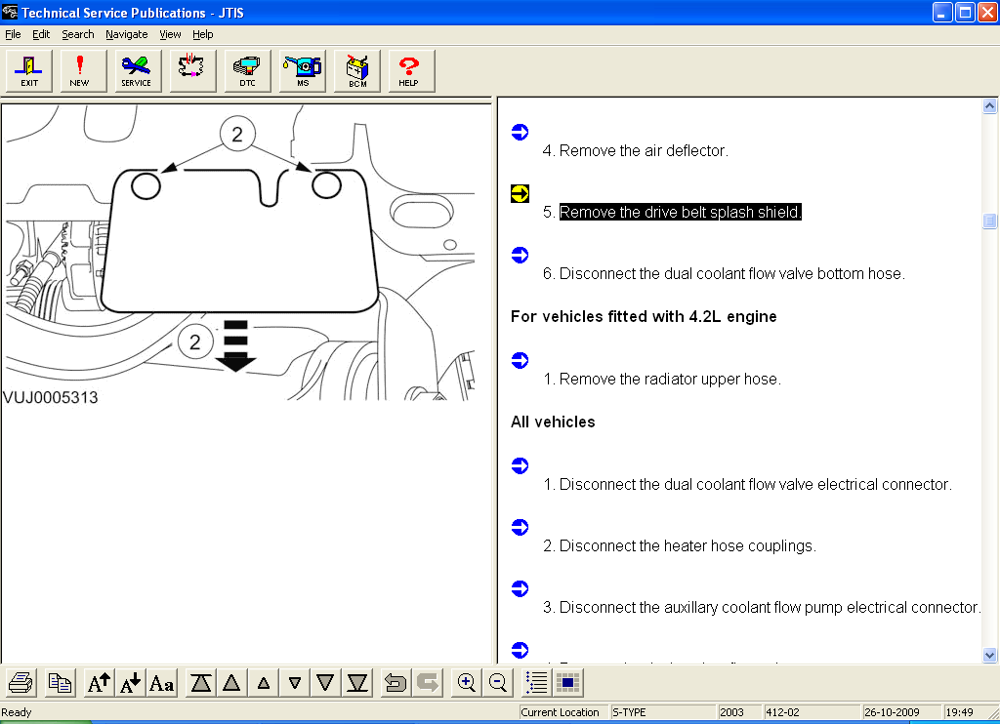 Technical Service Publications - JTIS
File Edit Search Navigate View Help
EXIT NEW SERVICE DTC MS BCM HELP
2
2
VUJ0005313
4. Remove the air deflector.
5. Remove the drive belt splash shield.
6. Disconnect the dual coolant flow valve bottom hose.
For vehicles fitted with 4.2L engine
1. Remove the radiator upper hose.
All vehicles
1. Disconnect the dual coolant flow valve electrical connector.
2. Disconnect the heater hose couplings.
3. Disconnect the auxillary coolant flow pump electrical connector.
A A Aa
Ready Current Location S-TYPE 2003 412-02 26-10-2009 19:49